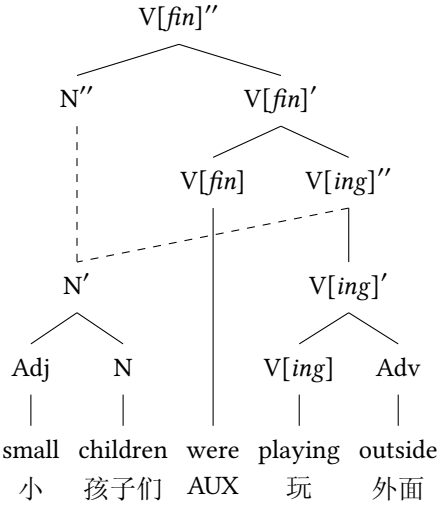 V[fin]′′
N′′ V[fin]′
V[fin] V[ing]′′
N′ V[ing]′
Adj N V[ing] Adv
small children were playing outside
小 孩子们 AUX 玩 外面